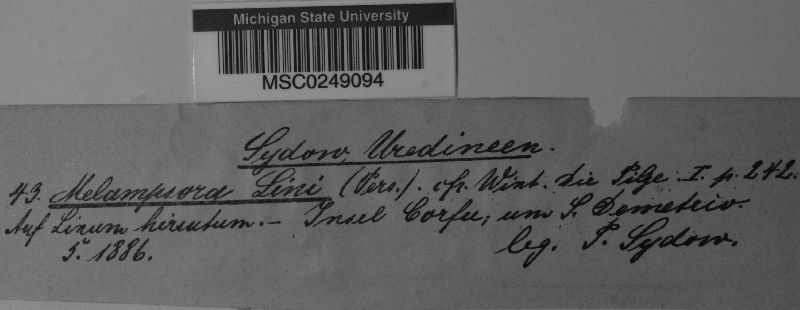 Michigan State University
MSC0249094
Sydow, Uredineen.
43. Melampsora Lini (Pers.). cfr. Wint. Die Pilze. I. p. 242.
Auf Linum hirsutum. – Insel Corfu, um S. Demetrio.
5. 1886.
leg. P. Sydow.